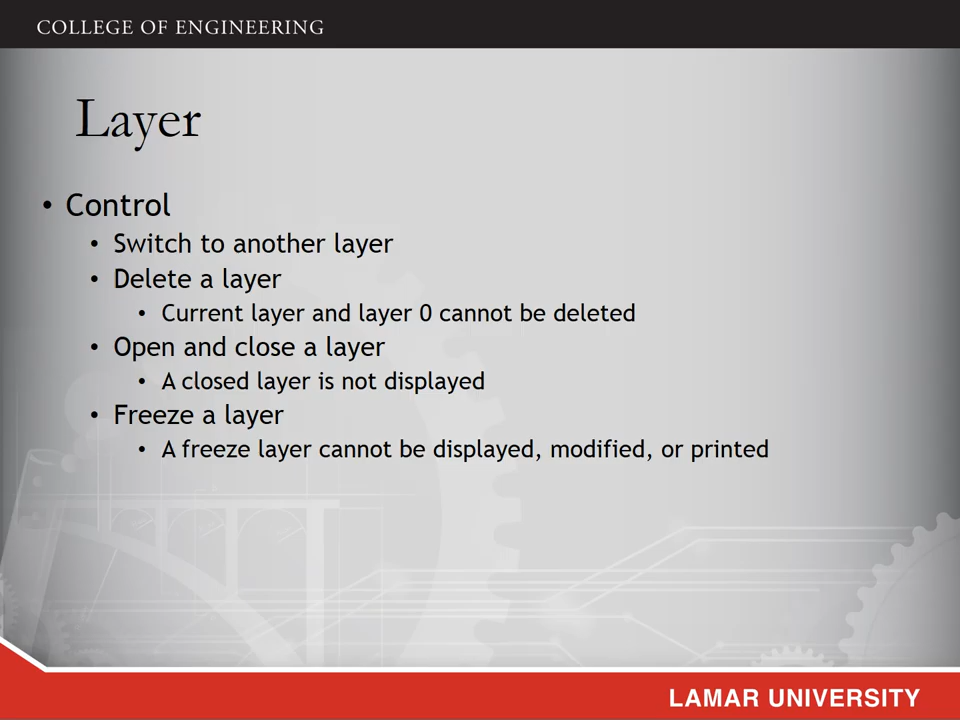 COLLEGE OF ENGINEERING
Layer
• Control
• Switch to another layer
• Delete a layer
• Current layer and layer 0 cannot be deleted
• Open and close a layer
• A closed layer is not displayed
• Freeze a layer
• A freeze layer cannot be displayed, modified, or printed
LAMAR UNIVERSITY